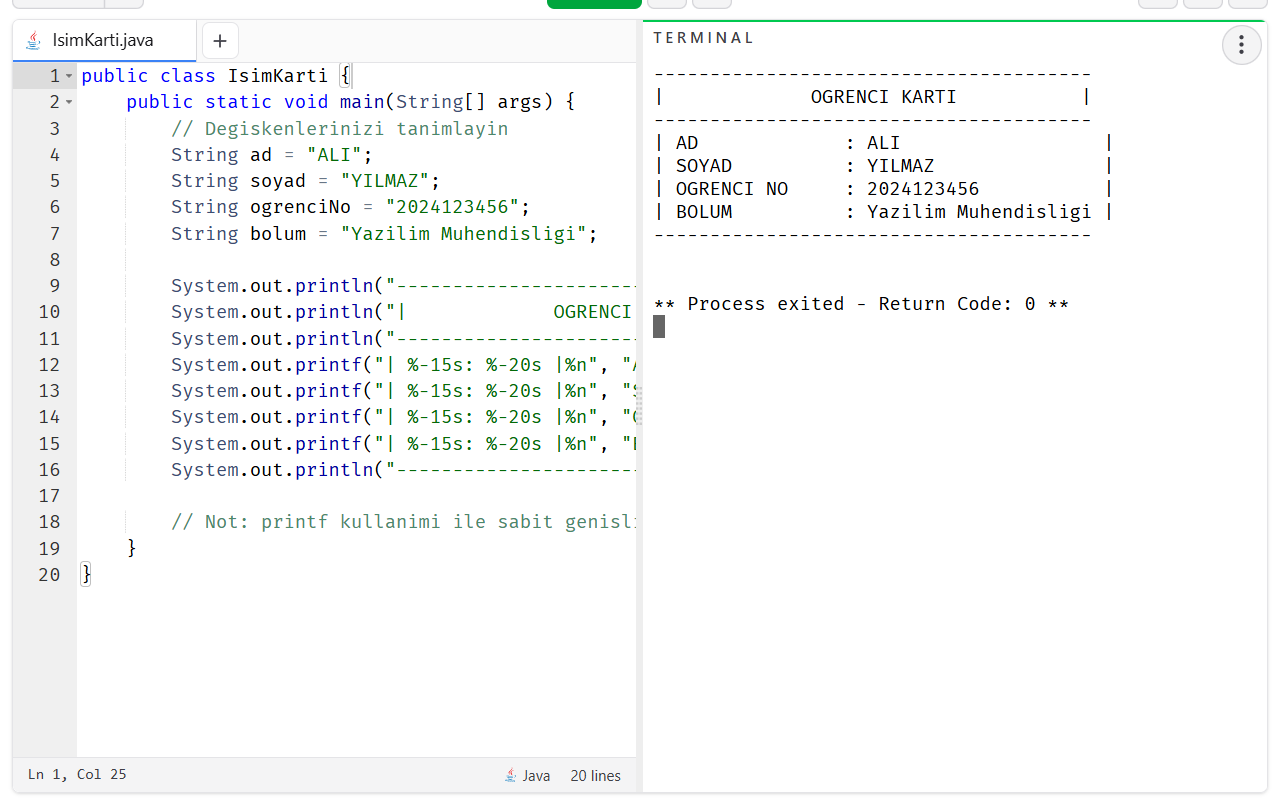 IsimKarti.java
+
1 public class IsimKarti {
2 public static void main(String[] args) {
3 // Degiskenlerinizi tanimlayin
4 String ad = "ALI";
5 String soyad = "YILMAZ";
6 String ogrenciNo = "2024123456";
7 String bolum = "Yazilim Muhendisligi";
8
9 System.out.println("----------------------
10 System.out.println("|             OGRENCI
11 System.out.println("----------------------
12 System.out.printf("| %-15s: %-20s |%n", "A
13 System.out.printf("| %-15s: %-20s |%n", "S
14 System.out.printf("| %-15s: %-20s |%n", "O
15 System.out.printf("| %-15s: %-20s |%n", "B
16 System.out.println("----------------------
17
18 // Not: printf kullanimi ile sabit genisli
19 }
20 }
Ln 1, Col 25
Java
20 lines
TERMINAL
---------------------------------------
|             OGRENCI KARTI           |
---------------------------------------
| AD             : ALI                  |
| SOYAD          : YILMAZ               |
| OGRENCI NO     : 2024123456           |
| BOLUM          : Yazilim Muhendisligi |
---------------------------------------
** Process exited - Return Code: 0 **